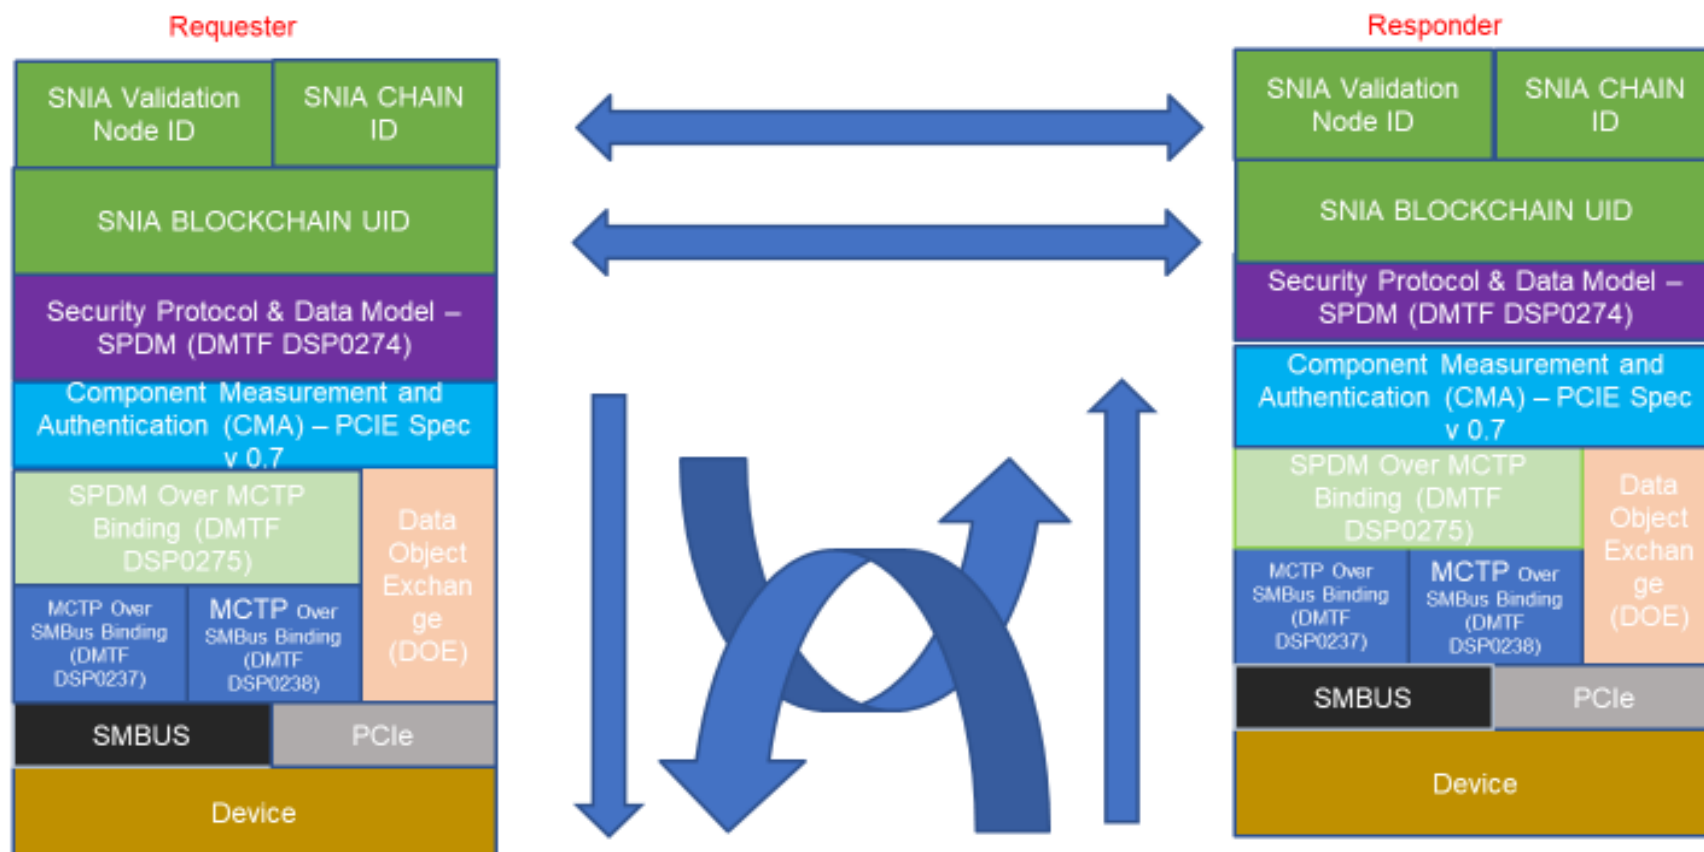 Requester
SNIA Validation
Node ID
SNIA CHAIN
ID
SNIA BLOCKCHAIN UID
Security Protocol & Data Model –
SPDM (DMTF DSP0274)
Component Measurement and
Authentication (CMA) – PCIE Spec
v 0.7
SPDM Over MCTP
Binding (DMTF
DSP0275)
Data
Object
Exchan
ge
(DOE)
MCTP Over
SMBus Binding
(DMTF
DSP0237)
MCTP Over
SMBus Binding
(DMTF
DSP0238)
SMBUS
PCIe
Device
Responder
SNIA Validation
Node ID
SNIA CHAIN
ID
SNIA BLOCKCHAIN UID
Security Protocol & Data Model –
SPDM (DMTF DSP0274)
Component Measurement and
Authentication (CMA) – PCIE Spec
v 0.7
SPDM Over MCTP
Binding (DMTF
DSP0275)
Data
Object
Exchan
ge
(DOE)
MCTP Over
SMBus Binding
(DMTF
DSP0237)
MCTP Over
SMBus Binding
(DMTF
DSP0238)
SMBUS
PCIe
Device